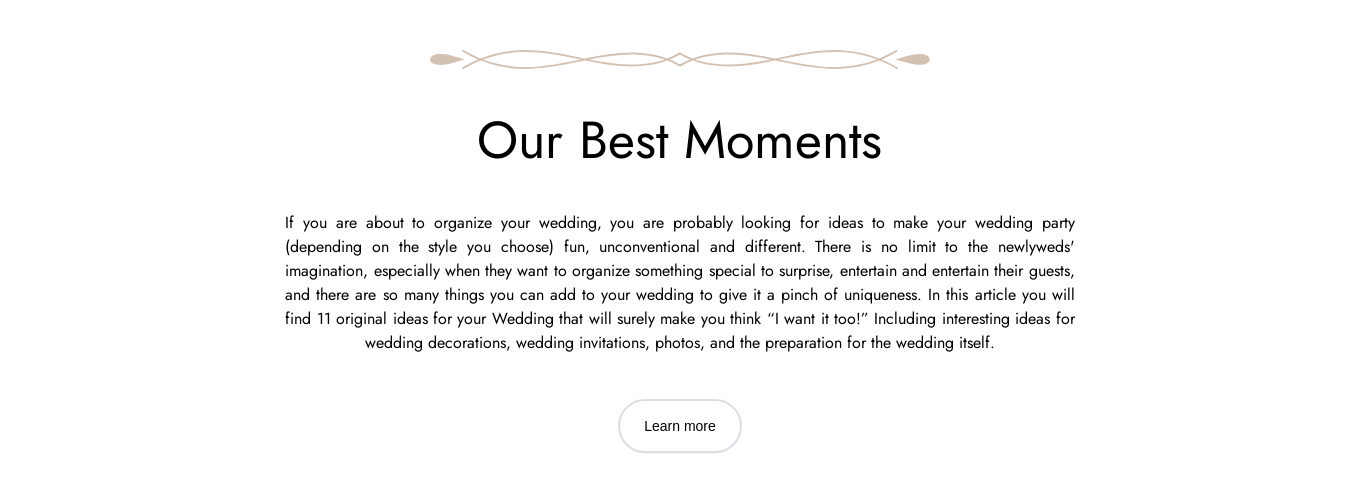 Our Best Moments
If you are about to organize your wedding, you are probably looking for ideas to make your wedding party
(depending on the style you choose) fun, unconventional and different. There is no limit to the newlyweds'
imagination, especially when they want to organize something special to surprise, entertain and entertain their guests,
and there are so many things you can add to your wedding to give it a pinch of uniqueness. In this article you will
find 11 original ideas for your Wedding that will surely make you think “I want it too!” Including interesting ideas for
wedding decorations, wedding invitations, photos, and the preparation for the wedding itself.
Learn more